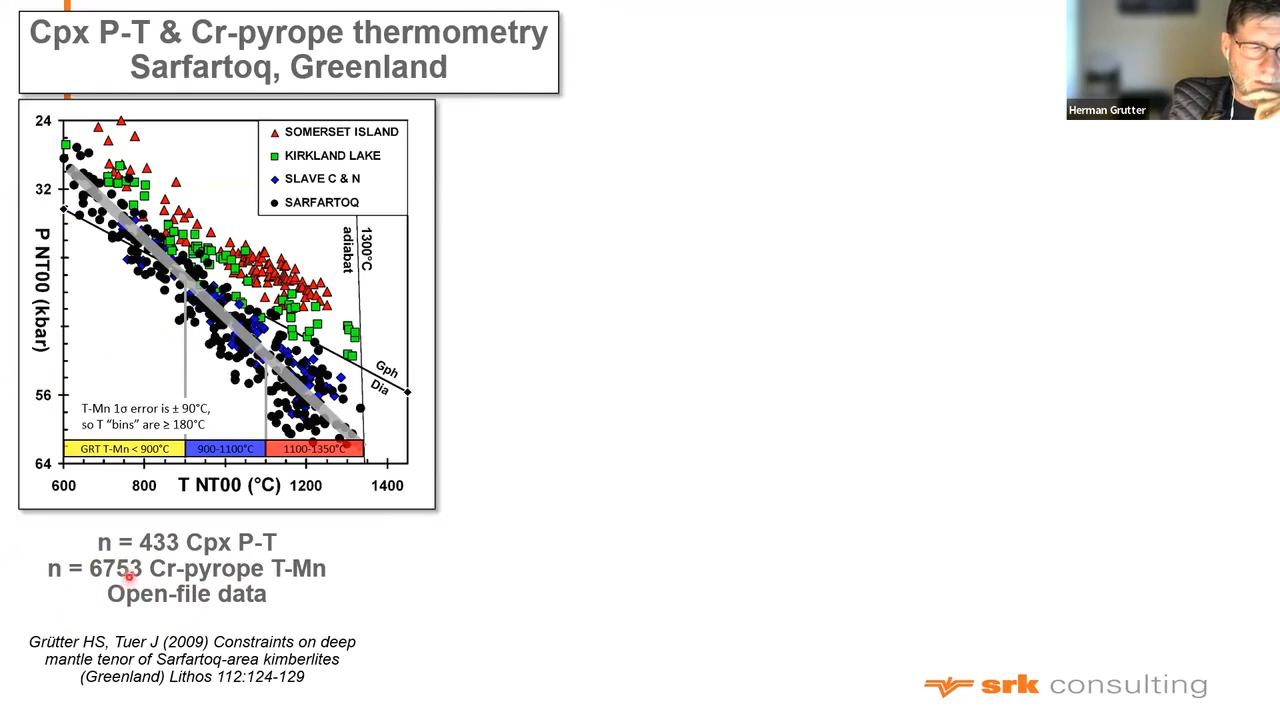 Cpx P-T & Cr-pyrope thermometry
Sarfartoq, Greenland
Herman Grutter
24
32
56
64
P NT00 (kbar)
SOMERSET ISLAND
KIRKLAND LAKE
SLAVE C & N
SARFARTOQ
1300°C
adiabat
Gph
Dia
T-Mn 1σ error is ± 90°C,
so T “bins” are ≥ 180°C
GRT T-Mn < 900°C
900-1100°C
1100-1350°C
600
800
T NT00 (°C)
1200
1400
n = 433 Cpx P-T
n = 6753 Cr-pyrope T-Mn
Open-file data
Grütter HS, Tuer J (2009) Constraints on deep
mantle tenor of Sarfartoq-area kimberlites
(Greenland) Lithos 112:124-129
srk consulting